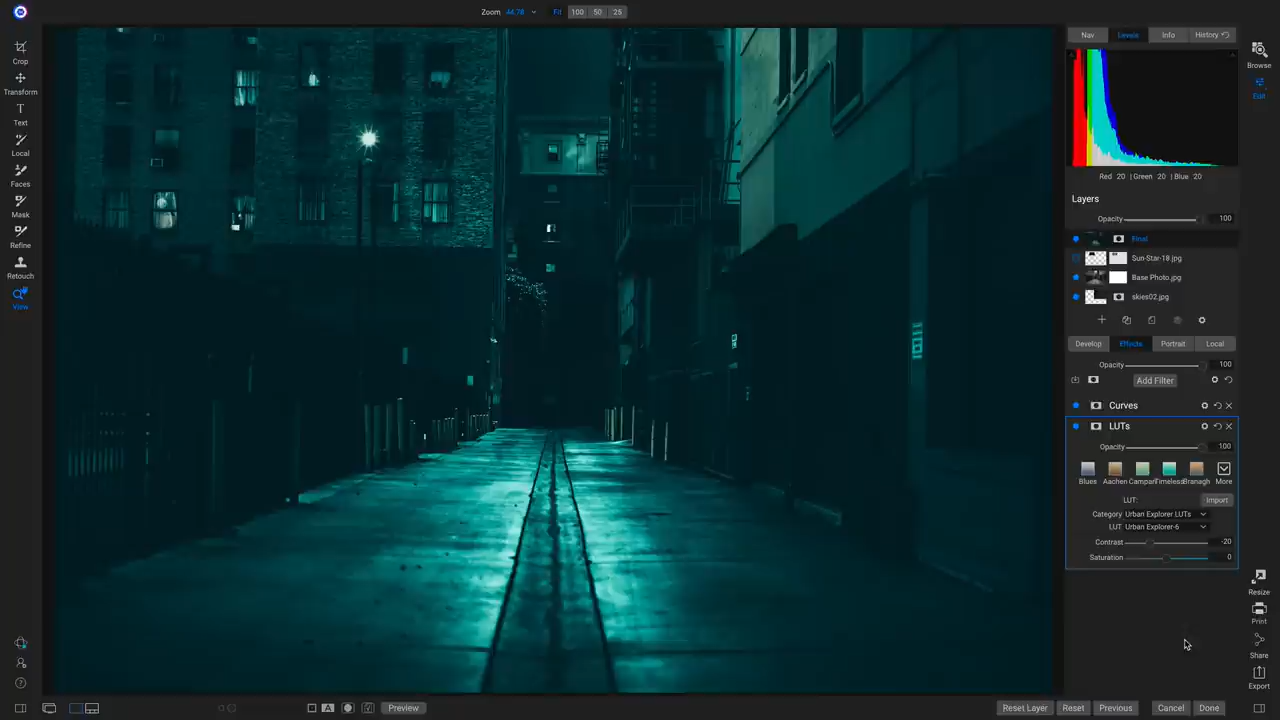 Zoom 44.78 Fit 100 50 25
Crop
Transform
Text
Local
Faces
Mask
Refine
Retouch
View
Nav Levels Info History
Red 20 | Green 20 | Blue 20
Layers
Opacity 100
Final
Sun-Star-18.jpg
Base Photo.jpg
skies02.jpg
Develop Effects Portrait Local
Opacity 100
Add Filter
Curves
LUTs
Opacity 100
Blues Aachen Campari Timeless Branagh More
LUT: Import
Category Urban Explorer LUTs
LUT Urban Explorer-6
Contrast -20
Saturation 0
Browse
Edit
Resize
Print
Share
Export
A Preview
Reset Layer Reset Previous Cancel Done